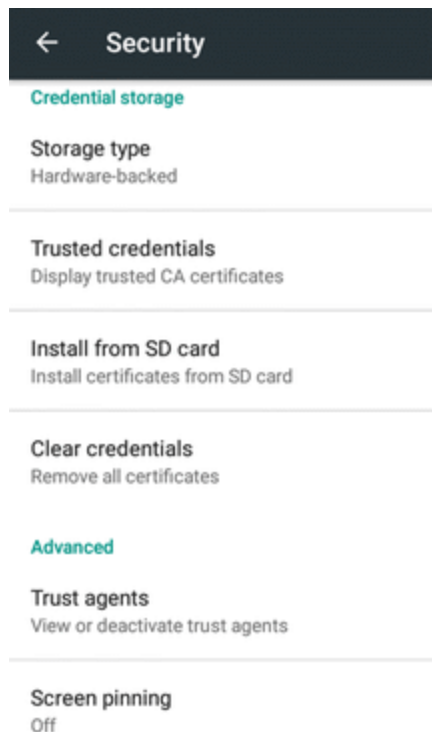 Security
Credential storage
Storage type
Hardware-backed
Trusted credentials
Display trusted CA certificates
Install from SD card
Install certificates from SD card
Clear credentials
Remove all certificates
Advanced
Trust agents
View or deactivate trust agents
Screen pinning
Off